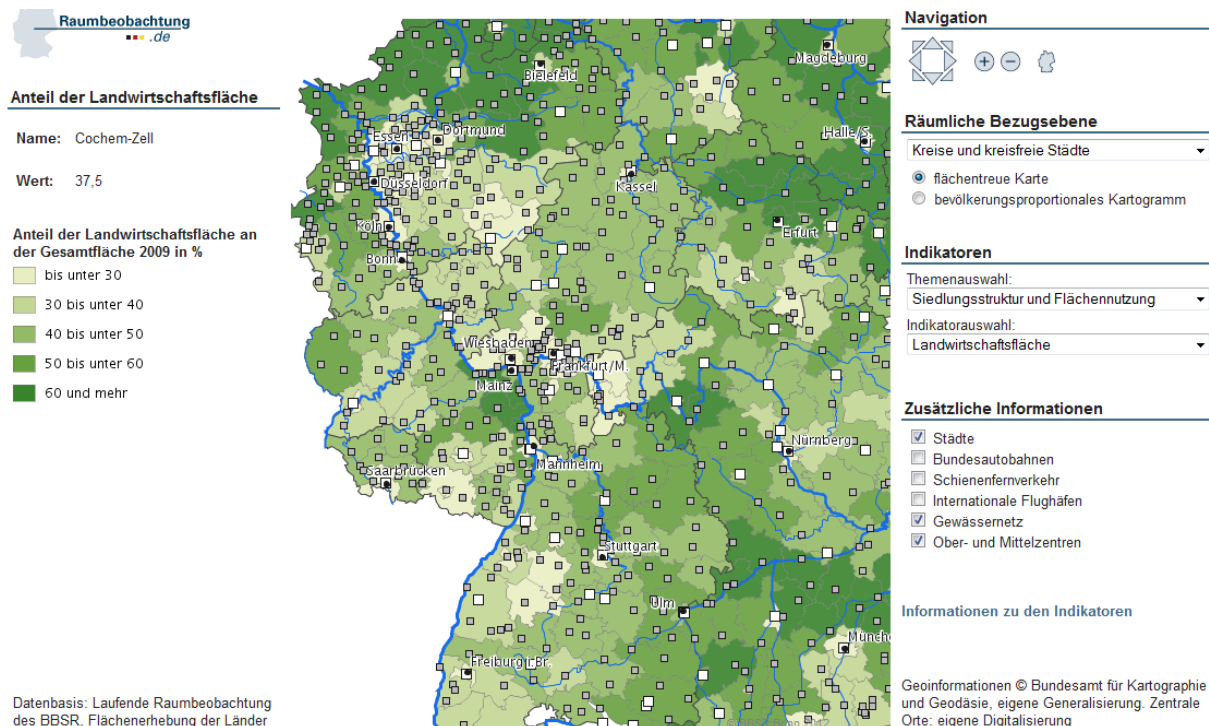 Raumbeobachtung
.de
Anteil der Landwirtschaftsfläche
Name: Cochem-Zell
Wert: 37,5
Anteil der Landwirtschaftsfläche an
der Gesamtfläche 2009 in %
bis unter 30
30 bis unter 40
40 bis unter 50
50 bis unter 60
60 und mehr
Datenbasis: Laufende Raumbeobachtung
des BBSR, Flächenerhebung der Länder
Magdeburg
Bielefeld
Essen
Dortmund
Halle/S.
Düsseldorf
Kassel
Köln
Erfurt
Bonn
Wiesbaden
Frankfurt/M.
Mainz
Nürnberg
Mannheim
Saarbrücken
Stuttgart
Ulm
Münche
Freiburg i.Br.
© BBSR Bonn 2012
Navigation
Räumliche Bezugsebene
Kreise und kreisfreie Städte
flächentreue Karte
bevölkerungsproportionales Kartogramm
Indikatoren
Themenauswahl:
Siedlungsstruktur und Flächennutzung
Indikatorauswahl:
Landwirtschaftsfläche
Zusätzliche Informationen
Städte
Bundesautobahnen
Schienenfernverkehr
Internationale Flughäfen
Gewässernetz
Ober- und Mittelzentren
Informationen zu den Indikatoren
Geoinformationen © Bundesamt für Kartographie
und Geodäsie, eigene Generalisierung. Zentrale
Orte: eigene Digitalisierung